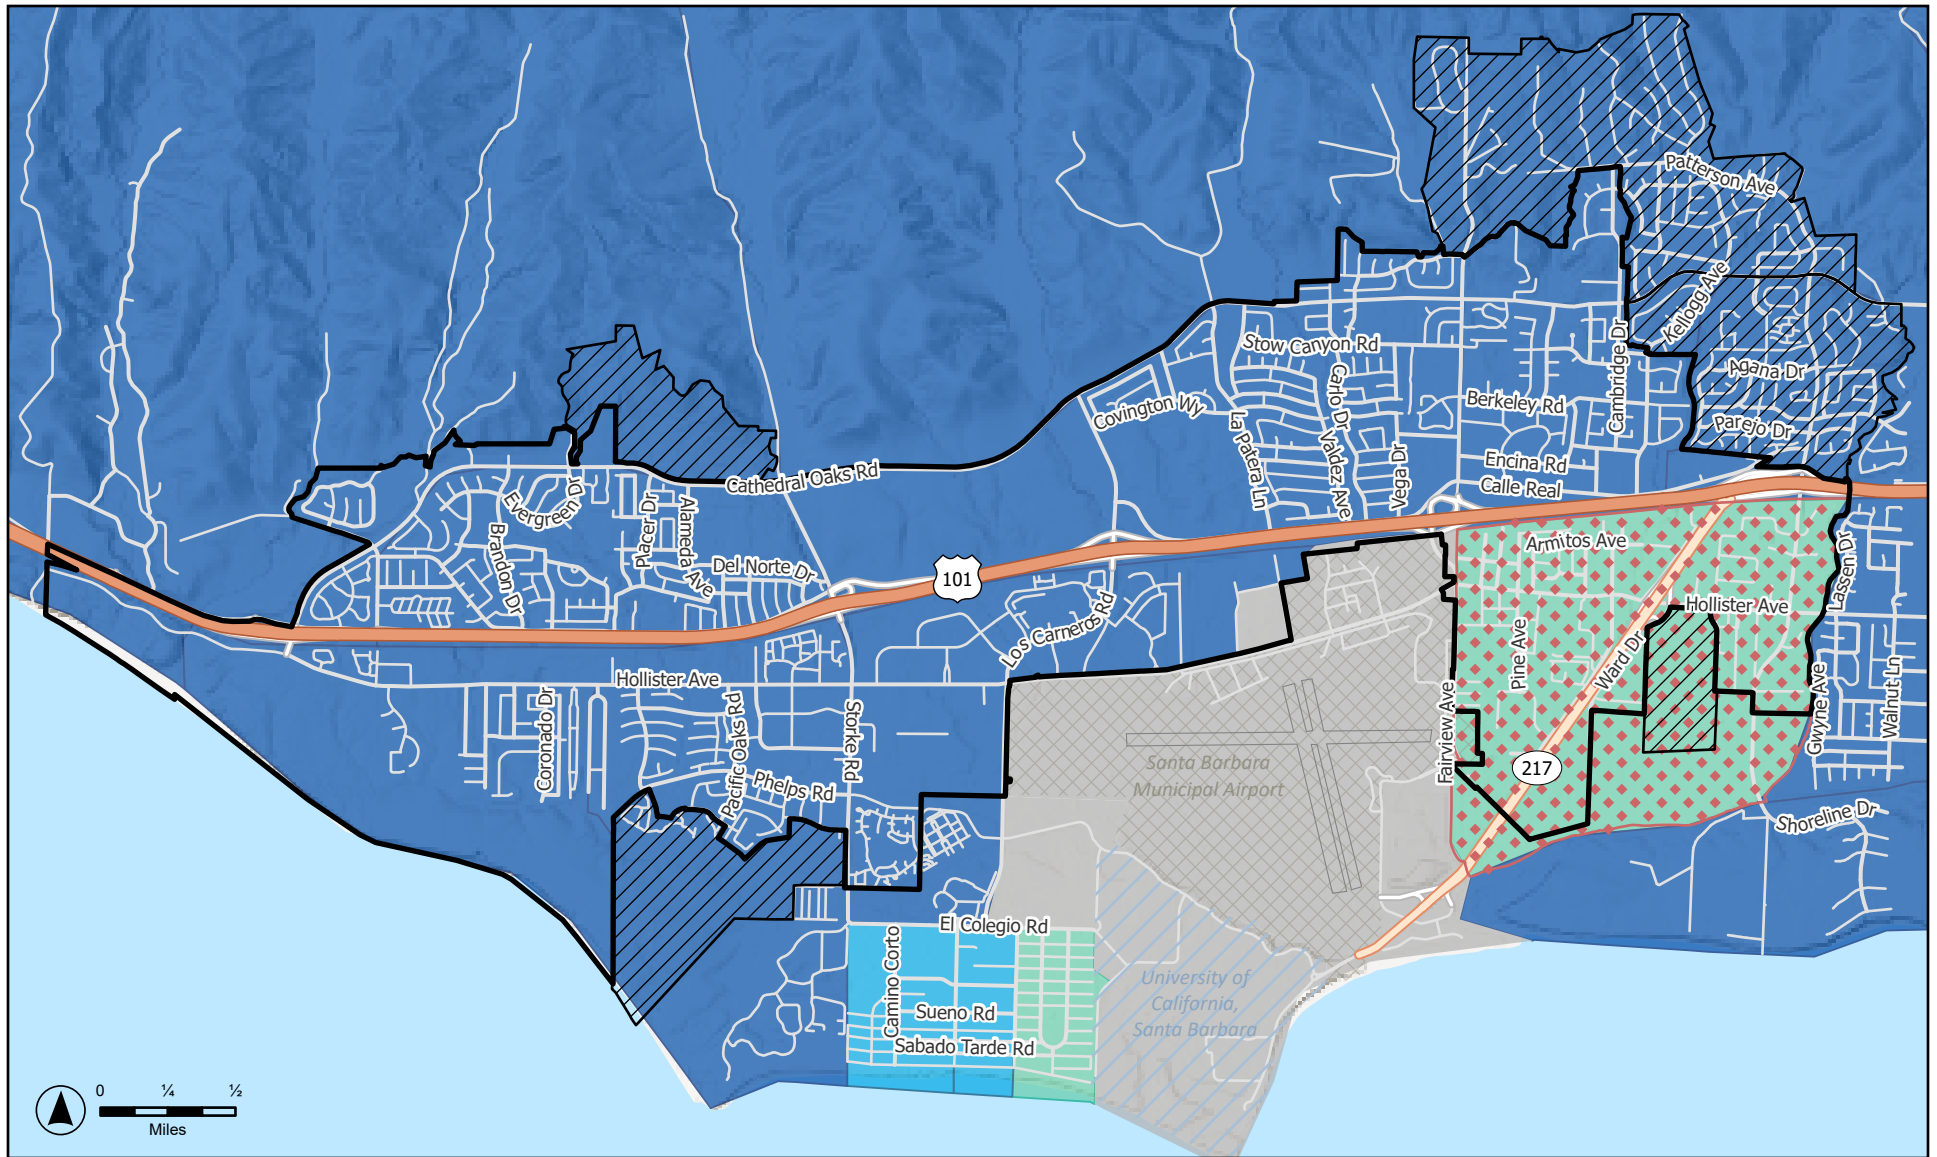 Patterson Ave
Kellogg Ave
Cambridge Dr
Stow Canyon Rd
Agana Dr
Carlo Dr
Covington Wy
Berkeley Rd
La Patera Ln
Parejo Dr
Valdez Ave
Vega Dr
Encina Rd
Calle Real
Cathedral Oaks Rd
Evergreen Dr
Placer Dr
Alameda Ave
Brandon Dr
Armitos Ave
Lassen Dr
Del Norte Dr
101
Hollister Ave
Los Carneros Rd
Pine Ave
Ward Dr
Hollister Ave
Gwyne Ave
Walnut Ln
Coronado Dr
Pacific Oaks Rd
Storke Rd
Fairview Ave
Santa Barbara
Municipal Airport
217
Phelps Rd
Shoreline Dr
El Colegio Rd
Camino Corto
University of
California,
Santa Barbara
Sueno Rd
Sabado Tarde Rd
0 ¼ ½
Miles